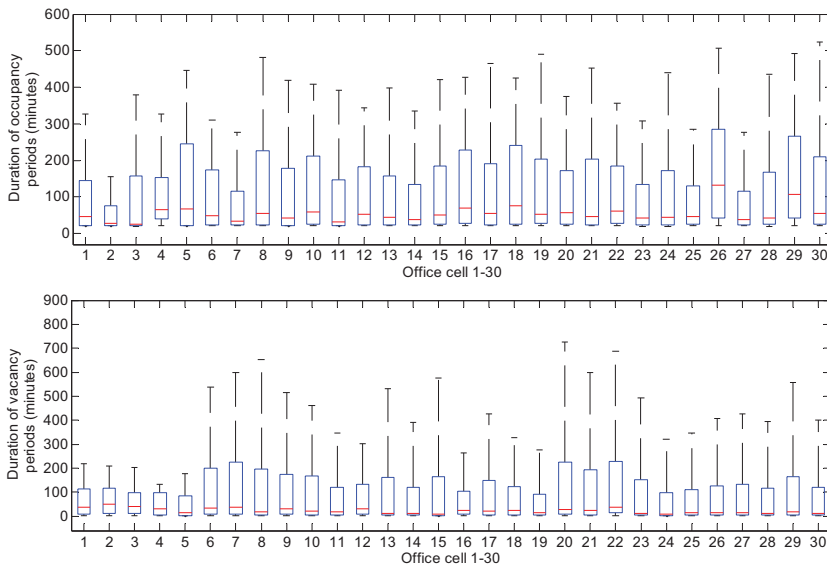 600
500
400
300
200
100
0
Duration of occupancy
periods (minutes)
1 2 3 4 5 6 7 8 9 10 11 12 13 14 15 16 17 18 19 20 21 22 23 24 25 26 27 28 29 30
Office cell 1-30
900
800
700
600
500
400
300
200
100
0
Duration of vacancy
periods (minutes)
1 2 3 4 5 6 7 8 9 10 11 12 13 14 15 16 17 18 19 20 21 22 23 24 25 26 27 28 29 30
Office cell 1-30